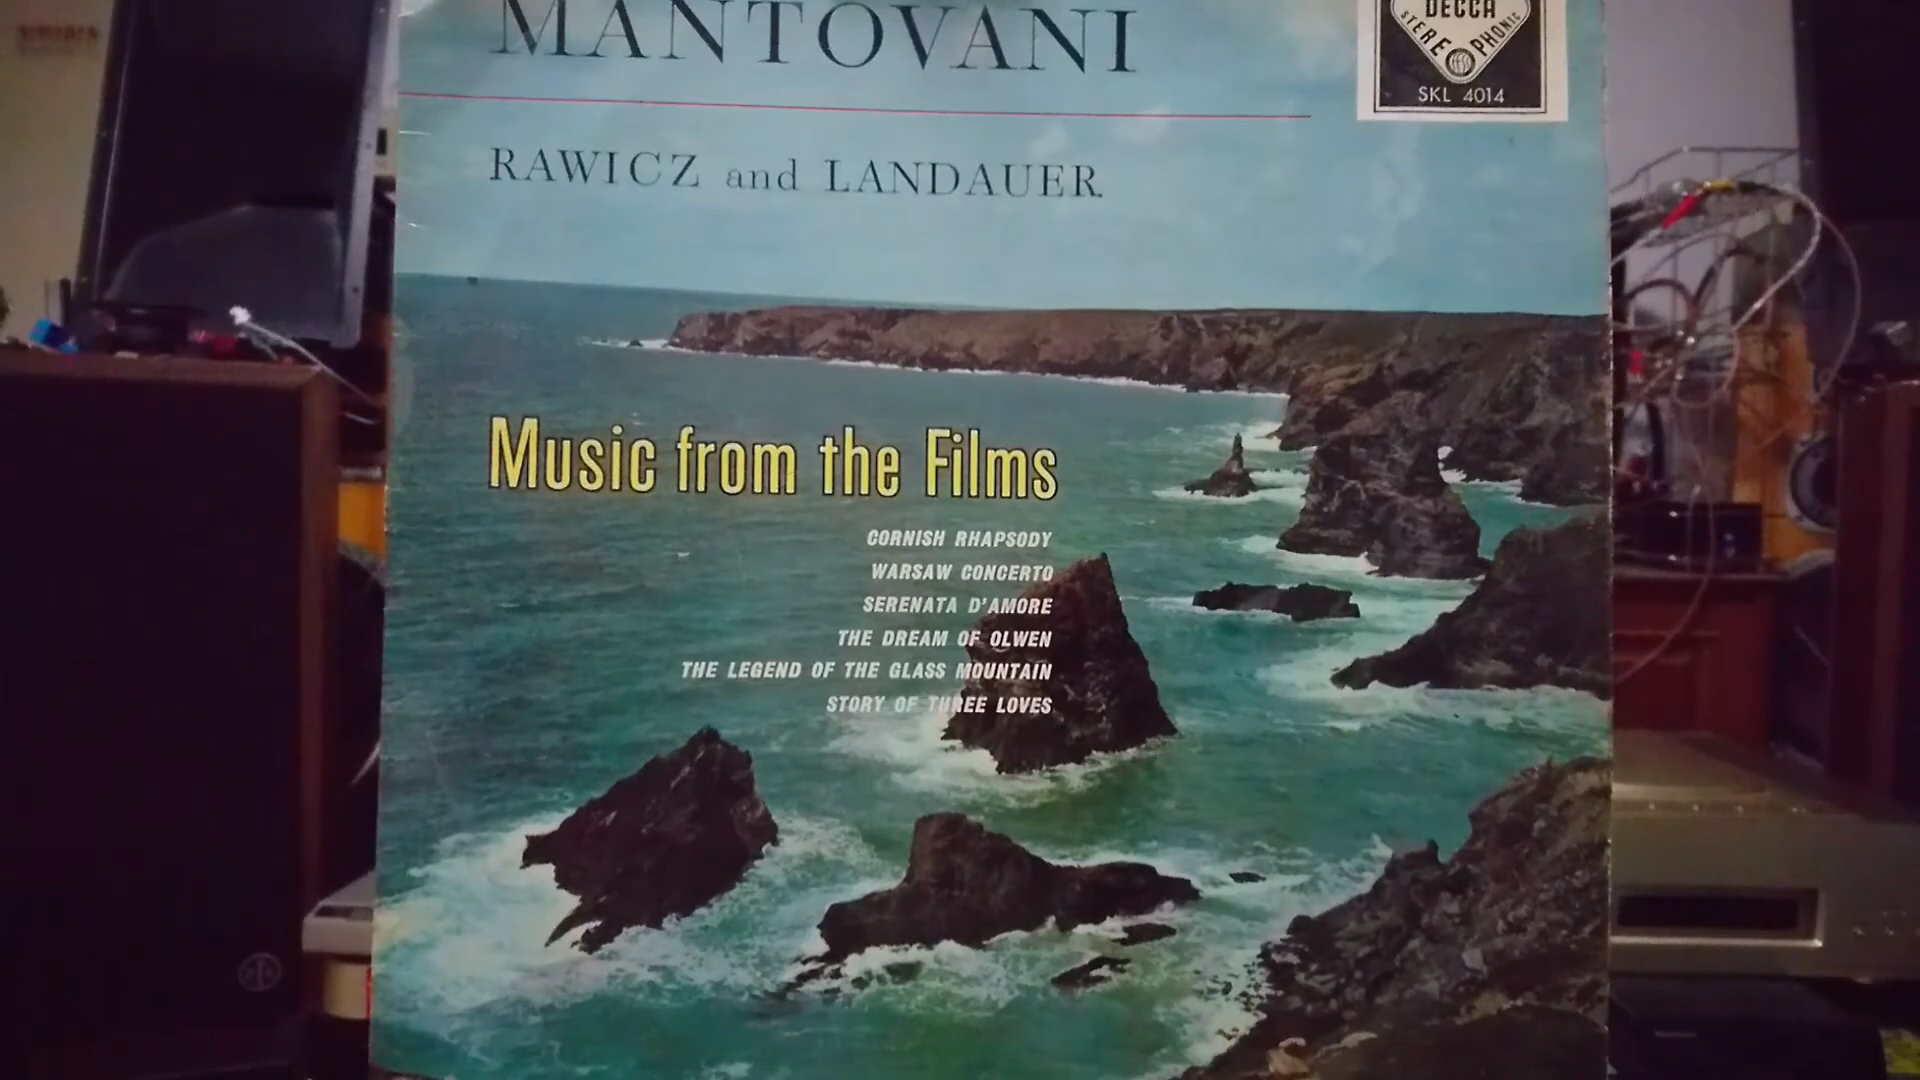 MANTOVANI
DECCA
STEREOPHONIC
SKL 4014
RAWICZ and LANDAUER
Music from the Films
CORNISH RHAPSODY
WARSAW CONCERTO
SERENATA D'AMORE
THE DREAM OF OLWEN
THE LEGEND OF THE GLASS MOUNTAIN
STORY OF THREE LOVES